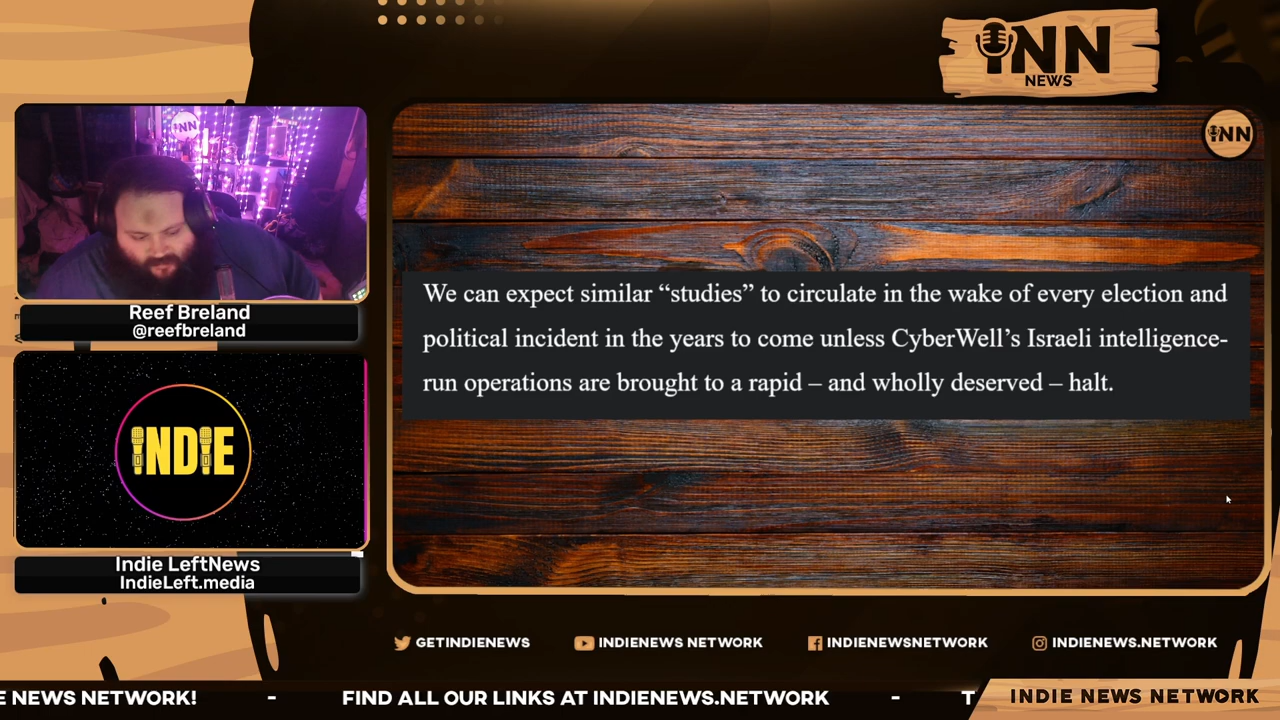 iNN
NEWS
iNN
iNN
We can expect similar “studies” to circulate in the wake of every election and
political incident in the years to come unless CyberWell’s Israeli intelligence-
run operations are brought to a rapid – and wholly deserved – halt.
Reef Breland
@reefbreland
iNDiE
Indie LeftNews
IndieLeft.media
GETINDIENEWS
INDIENEWS NETWORK
INDIENEWSNETWORK
INDIENEWS.NETWORK
E NEWS NETWORK! - FIND ALL OUR LINKS AT INDIENEWS.NETWORK - T
INDIE NEWS NETWORK